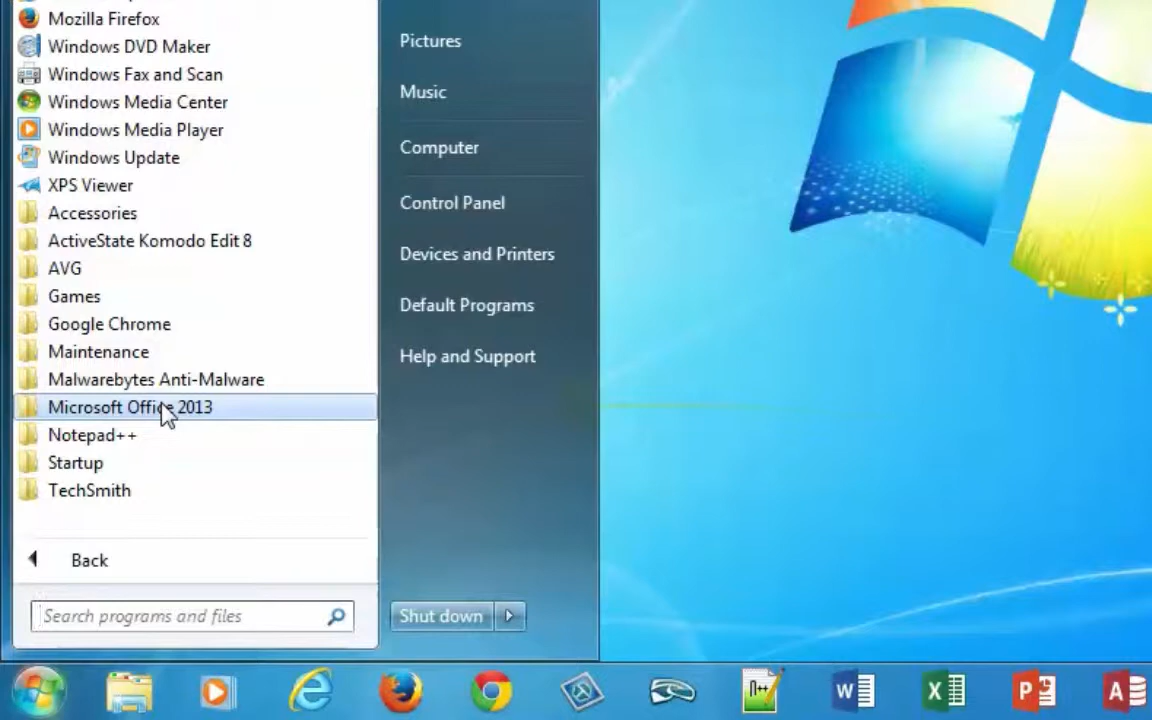 Mozilla Firefox
Windows DVD Maker
Windows Fax and Scan
Windows Media Center
Windows Media Player
Windows Update
XPS Viewer
Accessories
ActiveState Komodo Edit 8
AVG
Games
Google Chrome
Maintenance
Malwarebytes Anti-Malware
Microsoft Office 2013
Notepad++
Startup
TechSmith
Back
Search programs and files
Pictures
Music
Computer
Control Panel
Devices and Printers
Default Programs
Help and Support
Shut down
N++
W
X
P
A